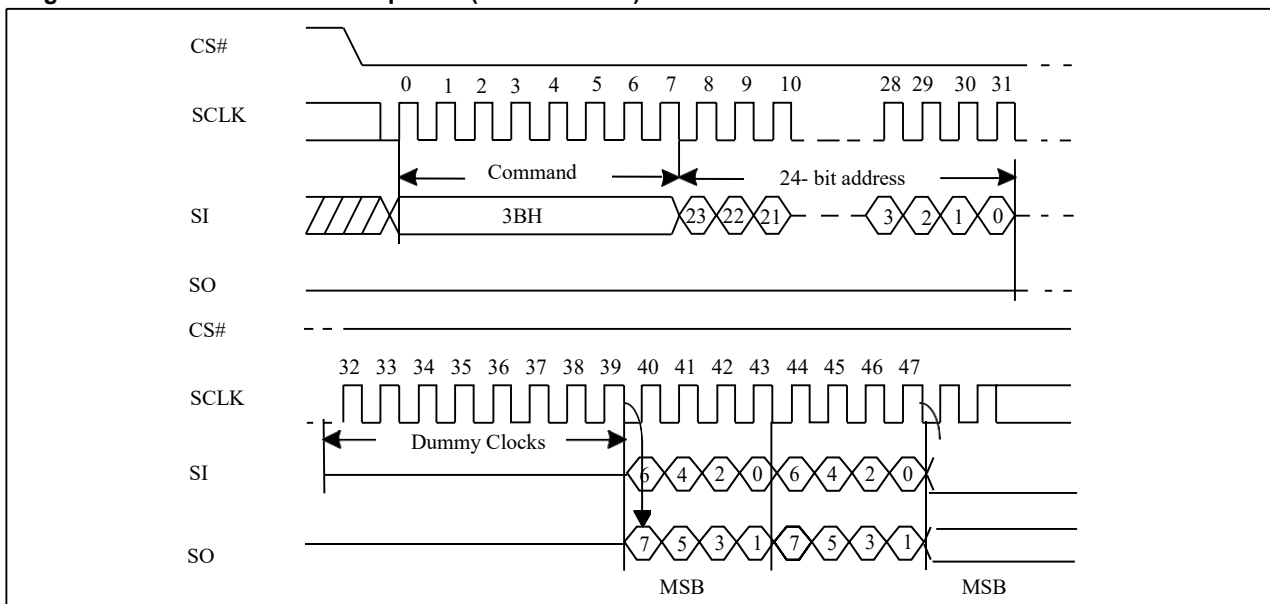 CS#
0 1 2 3 4 5 6 7 8 9 10 28 29 30 31
SCLK
Command 24- bit address
SI 3BH 23 22 21 3 2 1 0
SO
CS#
32 33 34 35 36 37 38 39 40 41 42 43 44 45 46 47
SCLK
Dummy Clocks
SI 6 4 2 0 6 4 2 0
SO 7 5 3 1 7 5 3 1
MSB MSB